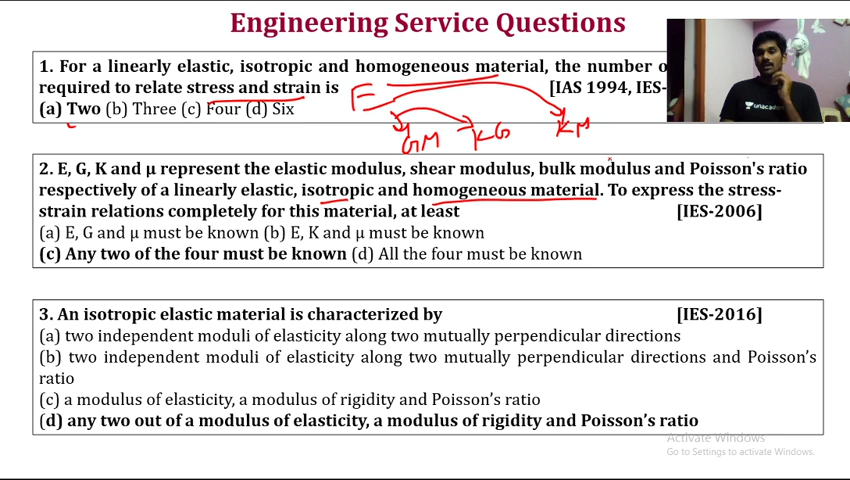 Engineering Service Questions
1. For a linearly elastic, isotropic and homogeneous material, the number o
required to relate stress and strain is [IAS 1994, IES-
(a) Two (b) Three (c) Four (d) Six
E
GM KG KM
unacademy
2. E, G, K and μ represent the elastic modulus, shear modulus, bulk modulus and Poisson's ratio
respectively of a linearly elastic, isotropic and homogeneous material. To express the stress-
strain relations completely for this material, at least [IES-2006]
(a) E, G and μ must be known (b) E, K and μ must be known
(c) Any two of the four must be known (d) All the four must be known
3. An isotropic elastic material is characterized by [IES-2016]
(a) two independent moduli of elasticity along two mutually perpendicular directions
(b) two independent moduli of elasticity along two mutually perpendicular directions and Poisson's
ratio
(c) a modulus of elasticity, a modulus of rigidity and Poisson's ratio
(d) any two out of a modulus of elasticity, a modulus of rigidity and Poisson's ratio
Activate Windows
Go to Settings to activate Windows.